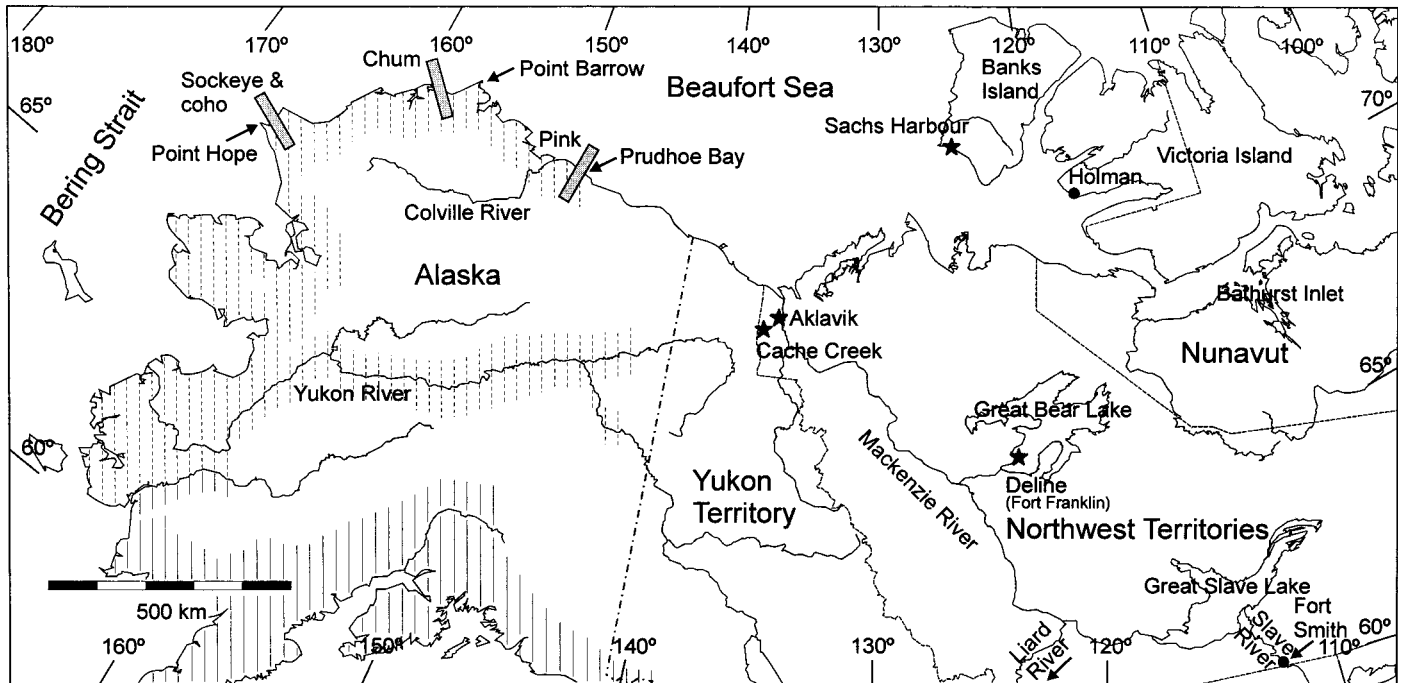 180º
170º
160º
150º
140º
130º
120º
110º
100º
65º
70º
Chum
Point Barrow
Sockeye &
coho
Beaufort Sea
Banks
Island
Bering Strait
Point Hope
Pink
Prudhoe Bay
Sachs Harbour
Victoria Island
Holman
Colville River
Alaska
Bathurst Inlet
Aklavik
Cache Creek
Nunavut
65º
Yukon River
Great Bear Lake
60º
Mackenzie River
Deline
(Fort Franklin)
Yukon
Territory
Northwest Territories
Great Slave Lake
500 km
Fort
Smith
Slave
River
Liard
River
160º
150º
140º
130º
120º
110º
60º